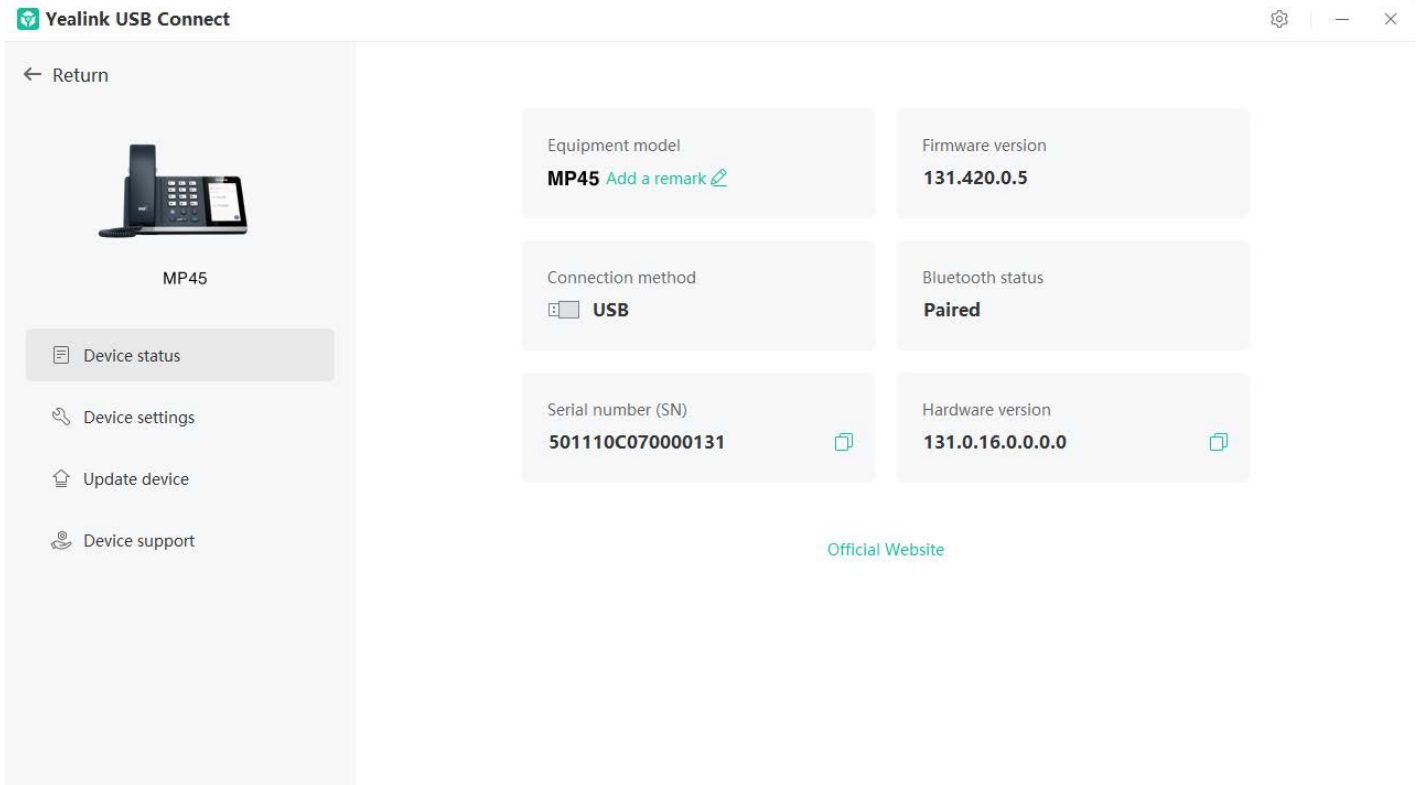 Yealink USB Connect
Return
MP45
Device status
Device settings
Update device
Device support
Equipment model
MP45 Add a remark
Firmware version
131.420.0.5
Connection method
USB
Bluetooth status
Paired
Serial number (SN)
501110C070000131
Hardware version
131.0.16.0.0.0.0
Official Website